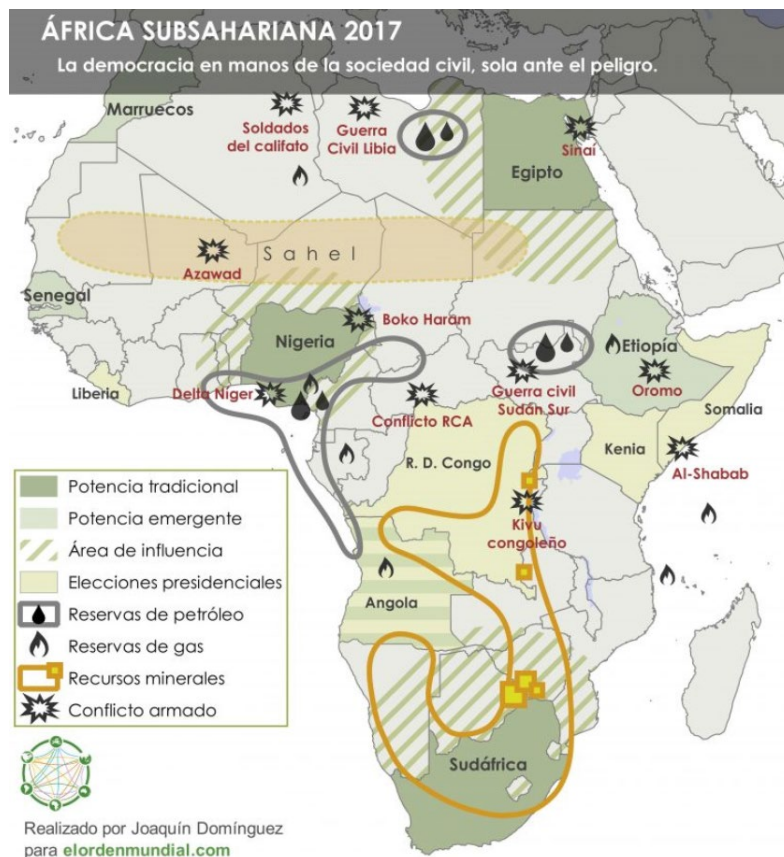 ÁFRICA SUBSAHARIANA 2017
La democracia en manos de la sociedad civil, sola ante el peligro.
Marruecos
Soldados
del califato
Guerra
Civil Libia
Sinaí
Egipto
Azawad
Sahel
Senegal
Nigeria
Boko Haram
Etiopía
Liberia
Delta Níger
Conflicto RCA
Guerra civil
Sudán Sur
Oromo
Somalia
R. D. Congo
Kenia
Al-Shabab
Kivu
congoleño
Angola
Sudáfrica
Potencia tradicional
Potencia emergente
Área de influencia
Elecciones presidenciales
Reservas de petróleo
Reservas de gas
Recursos minerales
Conflicto armado
Realizado por Joaquín Domínguez
para elordenmundial.com